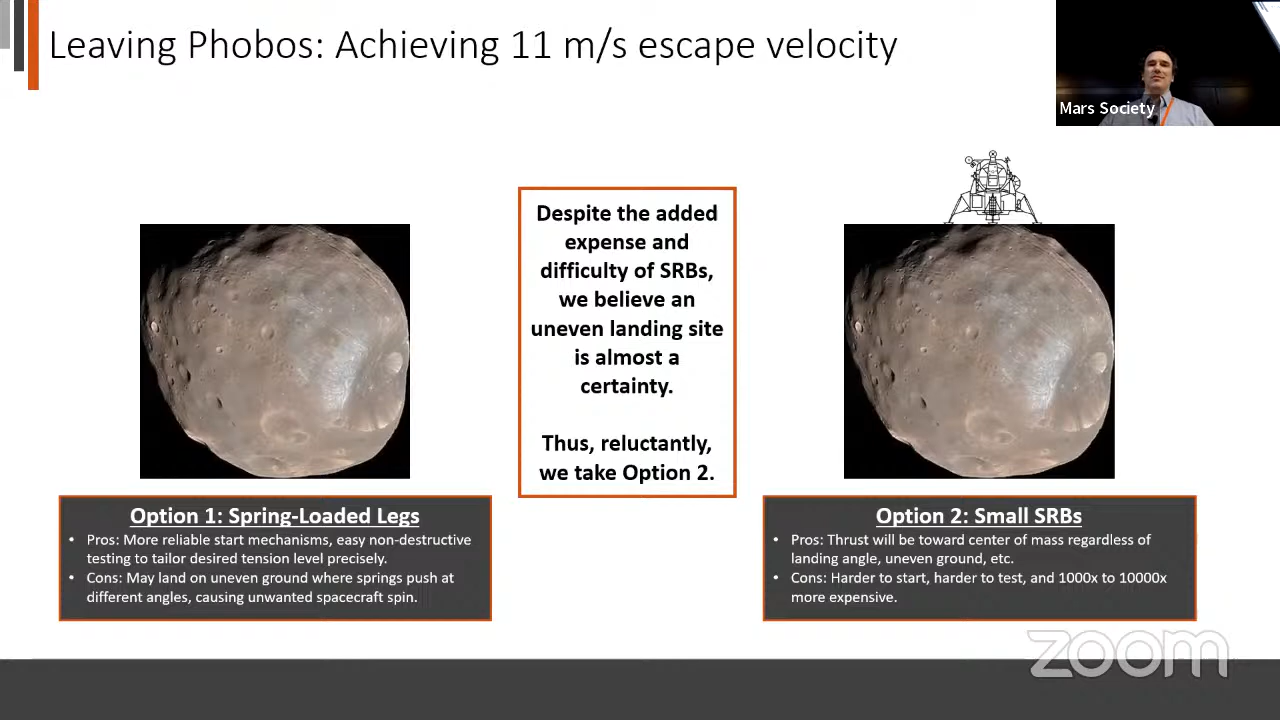 Leaving Phobos: Achieving 11 m/s escape velocity
Mars Society
Despite the added
expense and
difficulty of SRBs,
we believe an
uneven landing site
is almost a
certainty.
Thus, reluctantly,
we take Option 2.
Option 1: Spring-Loaded Legs
• Pros: More reliable start mechanisms, easy non-destructive
testing to tailor desired tension level precisely.
• Cons: May land on uneven ground where springs push at
different angles, causing unwanted spacecraft spin.
Option 2: Small SRBs
• Pros: Thrust will be toward center of mass regardless of
landing angle, uneven ground, etc.
• Cons: Harder to start, harder to test, and 1000x to 10000x
more expensive.
zoom